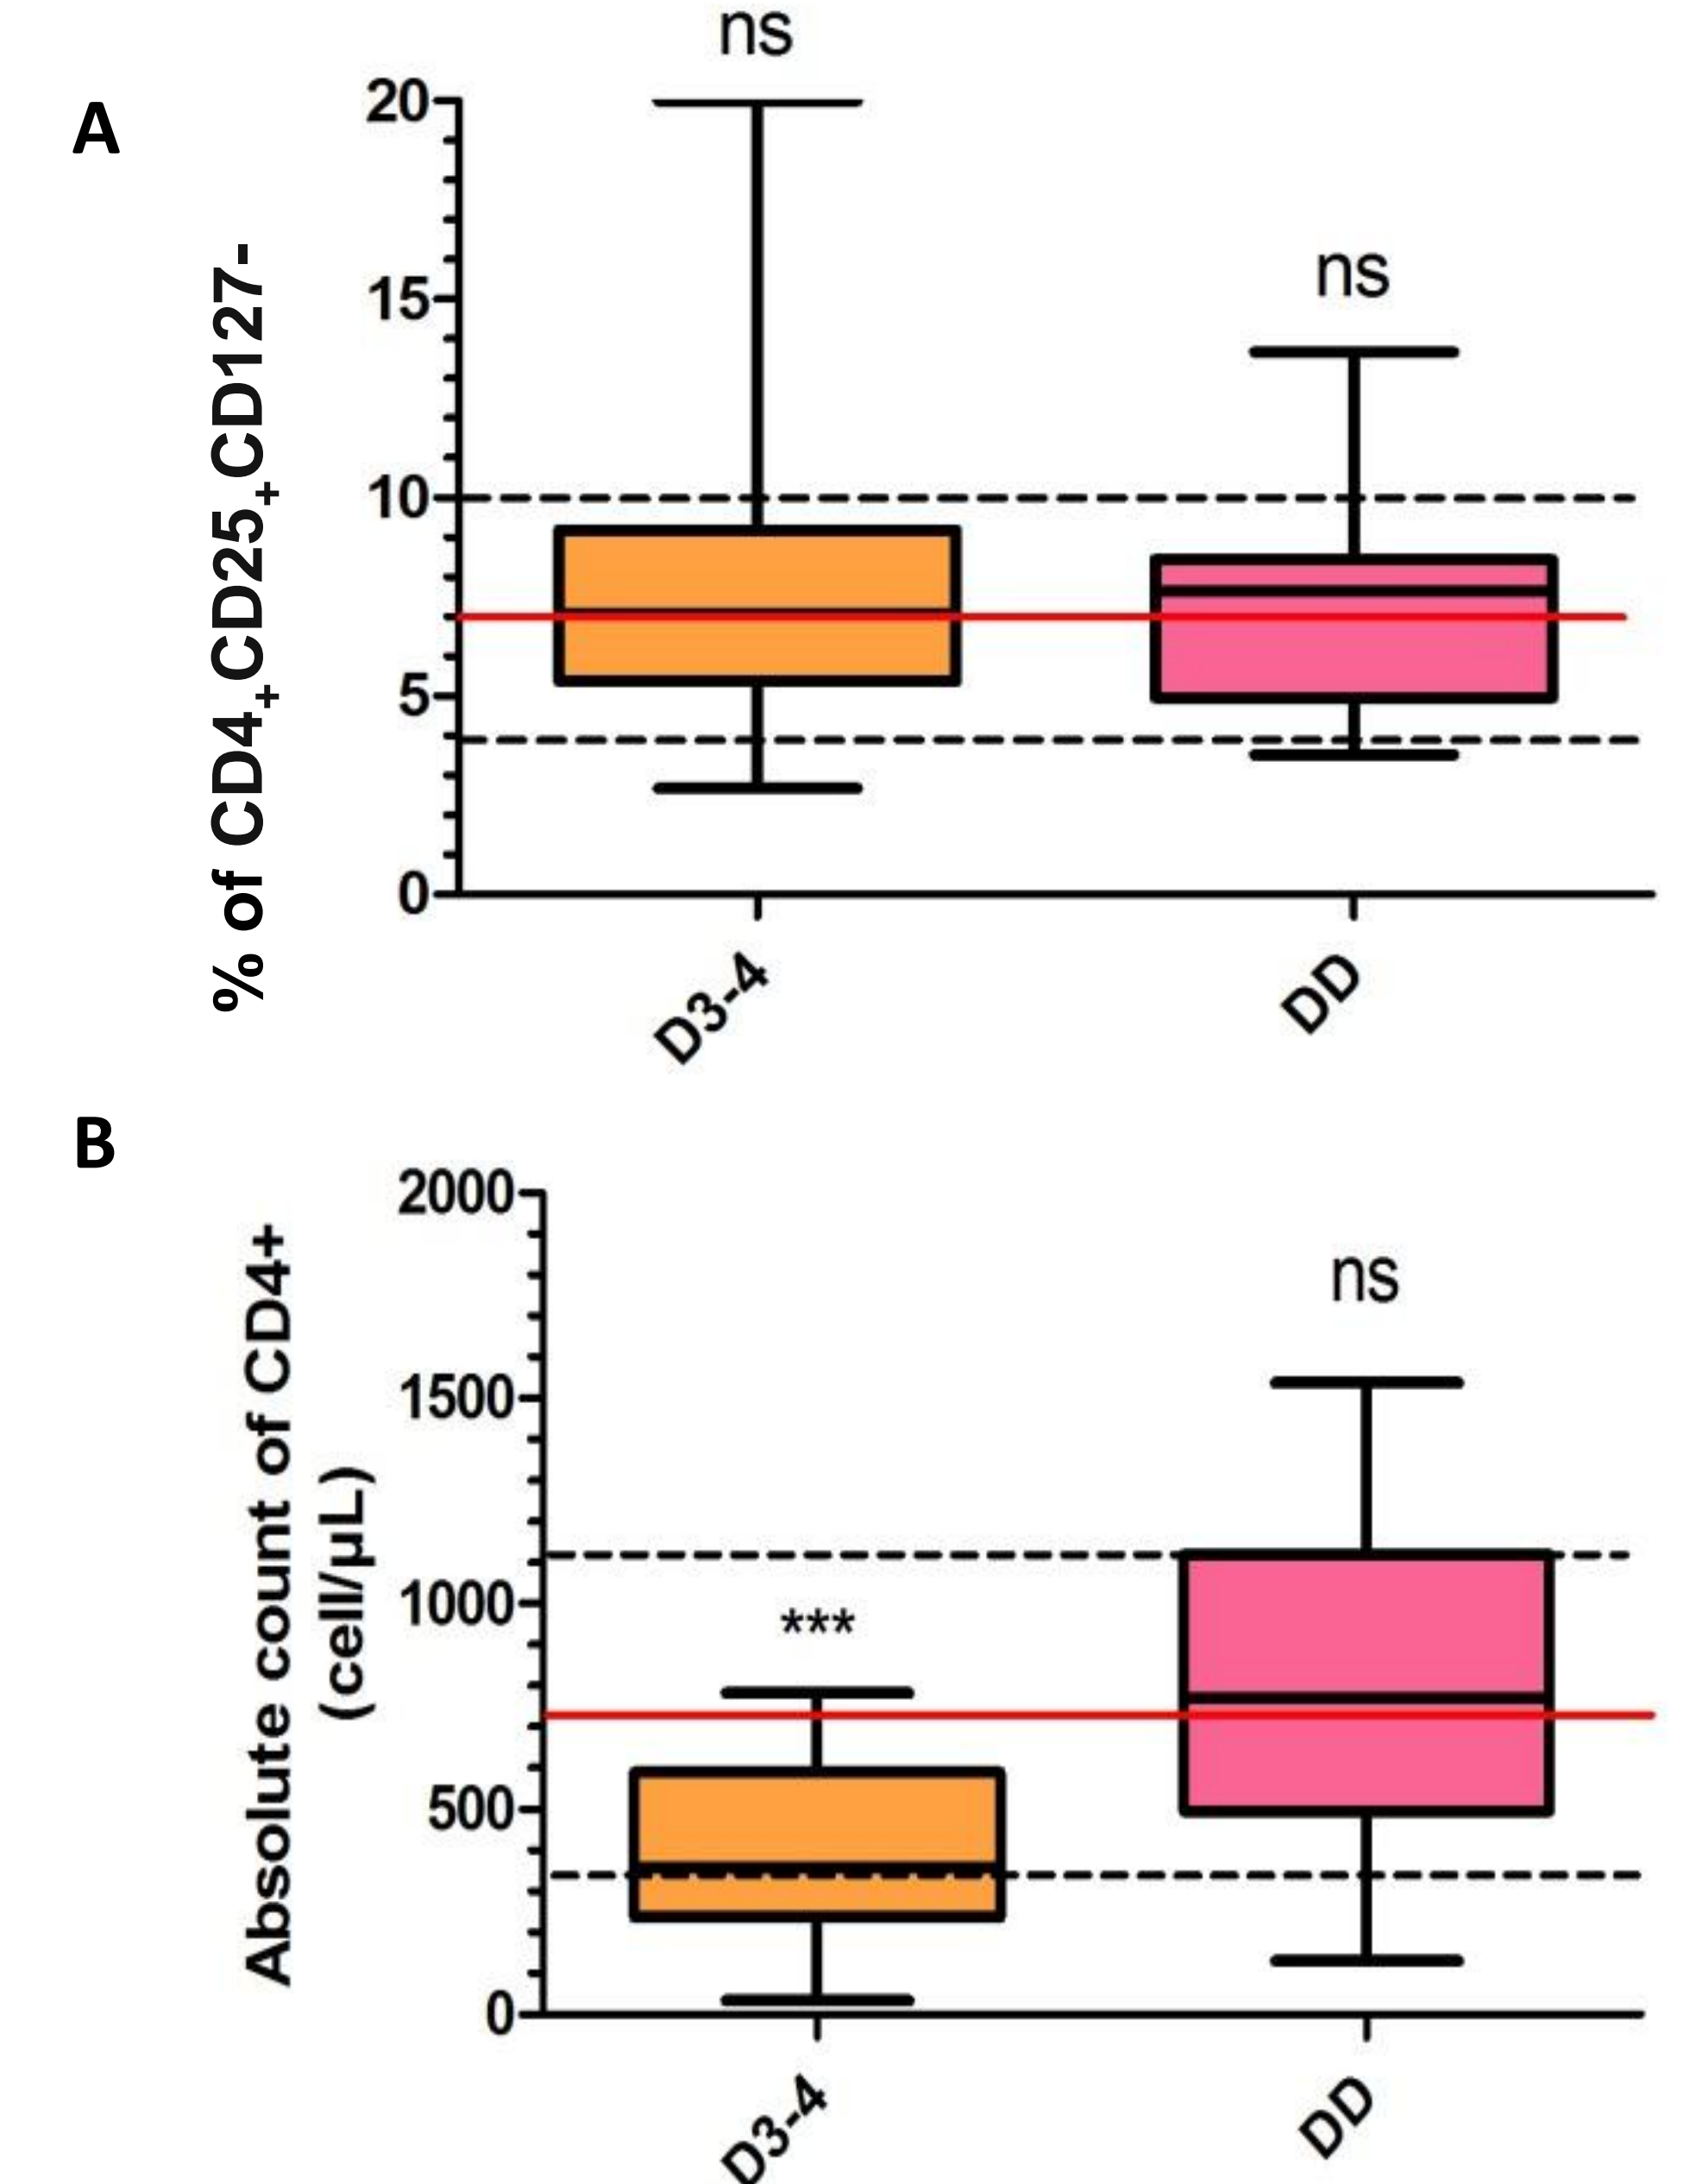 A
ns
ns
% of CD4+CD25+CD127-
20
15
10
5
0
D3-4
DD
B
Absolute count of CD4+
(cell/µL)
2000
1500
1000
500
0
ns
***
D3-4
DD